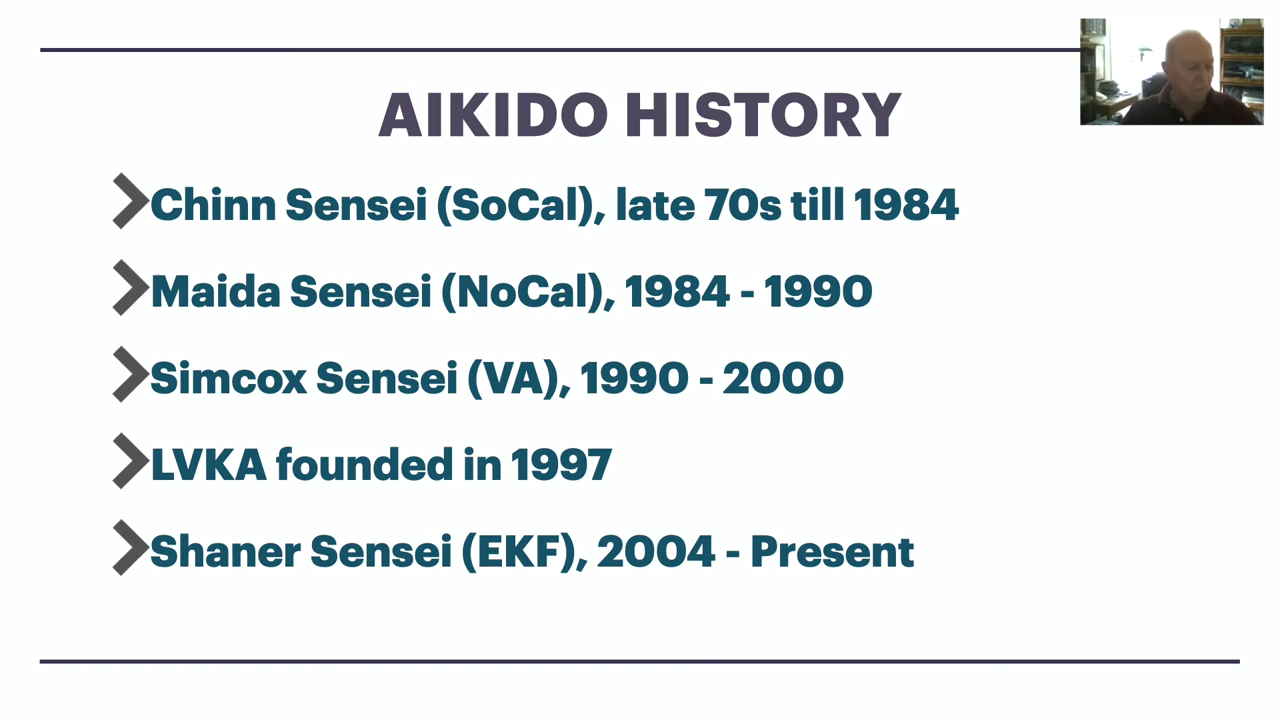 AIKIDO HISTORY
Chinn Sensei (SoCal), late 70s till 1984
Maida Sensei (NoCal), 1984 - 1990
Simcox Sensei (VA), 1990 - 2000
LVKA founded in 1997
Shaner Sensei (EKF), 2004 - Present